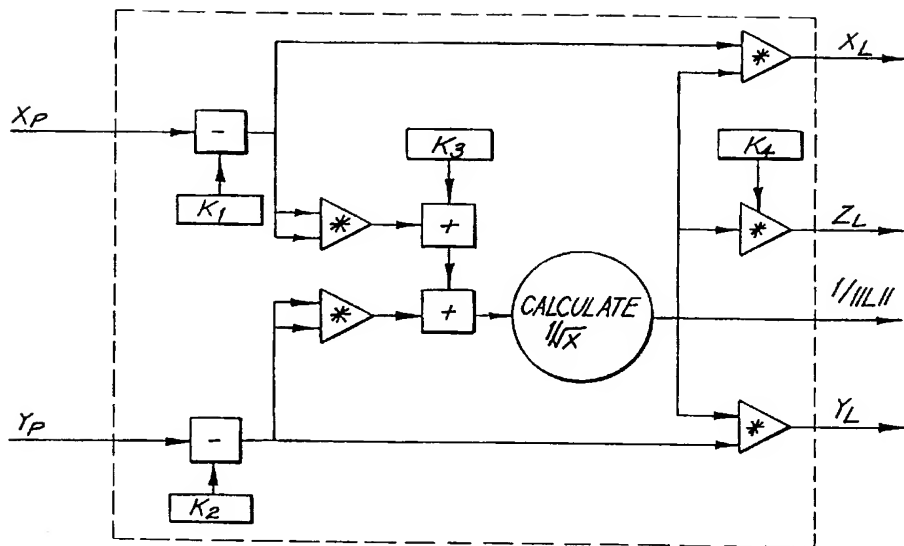 * X_L
X_P
-
K_3
K_4
K_1
* +
* Z_L
* +
CALCULATE
1/√X
1/||L||
Y_P
-
* Y_L
K_2